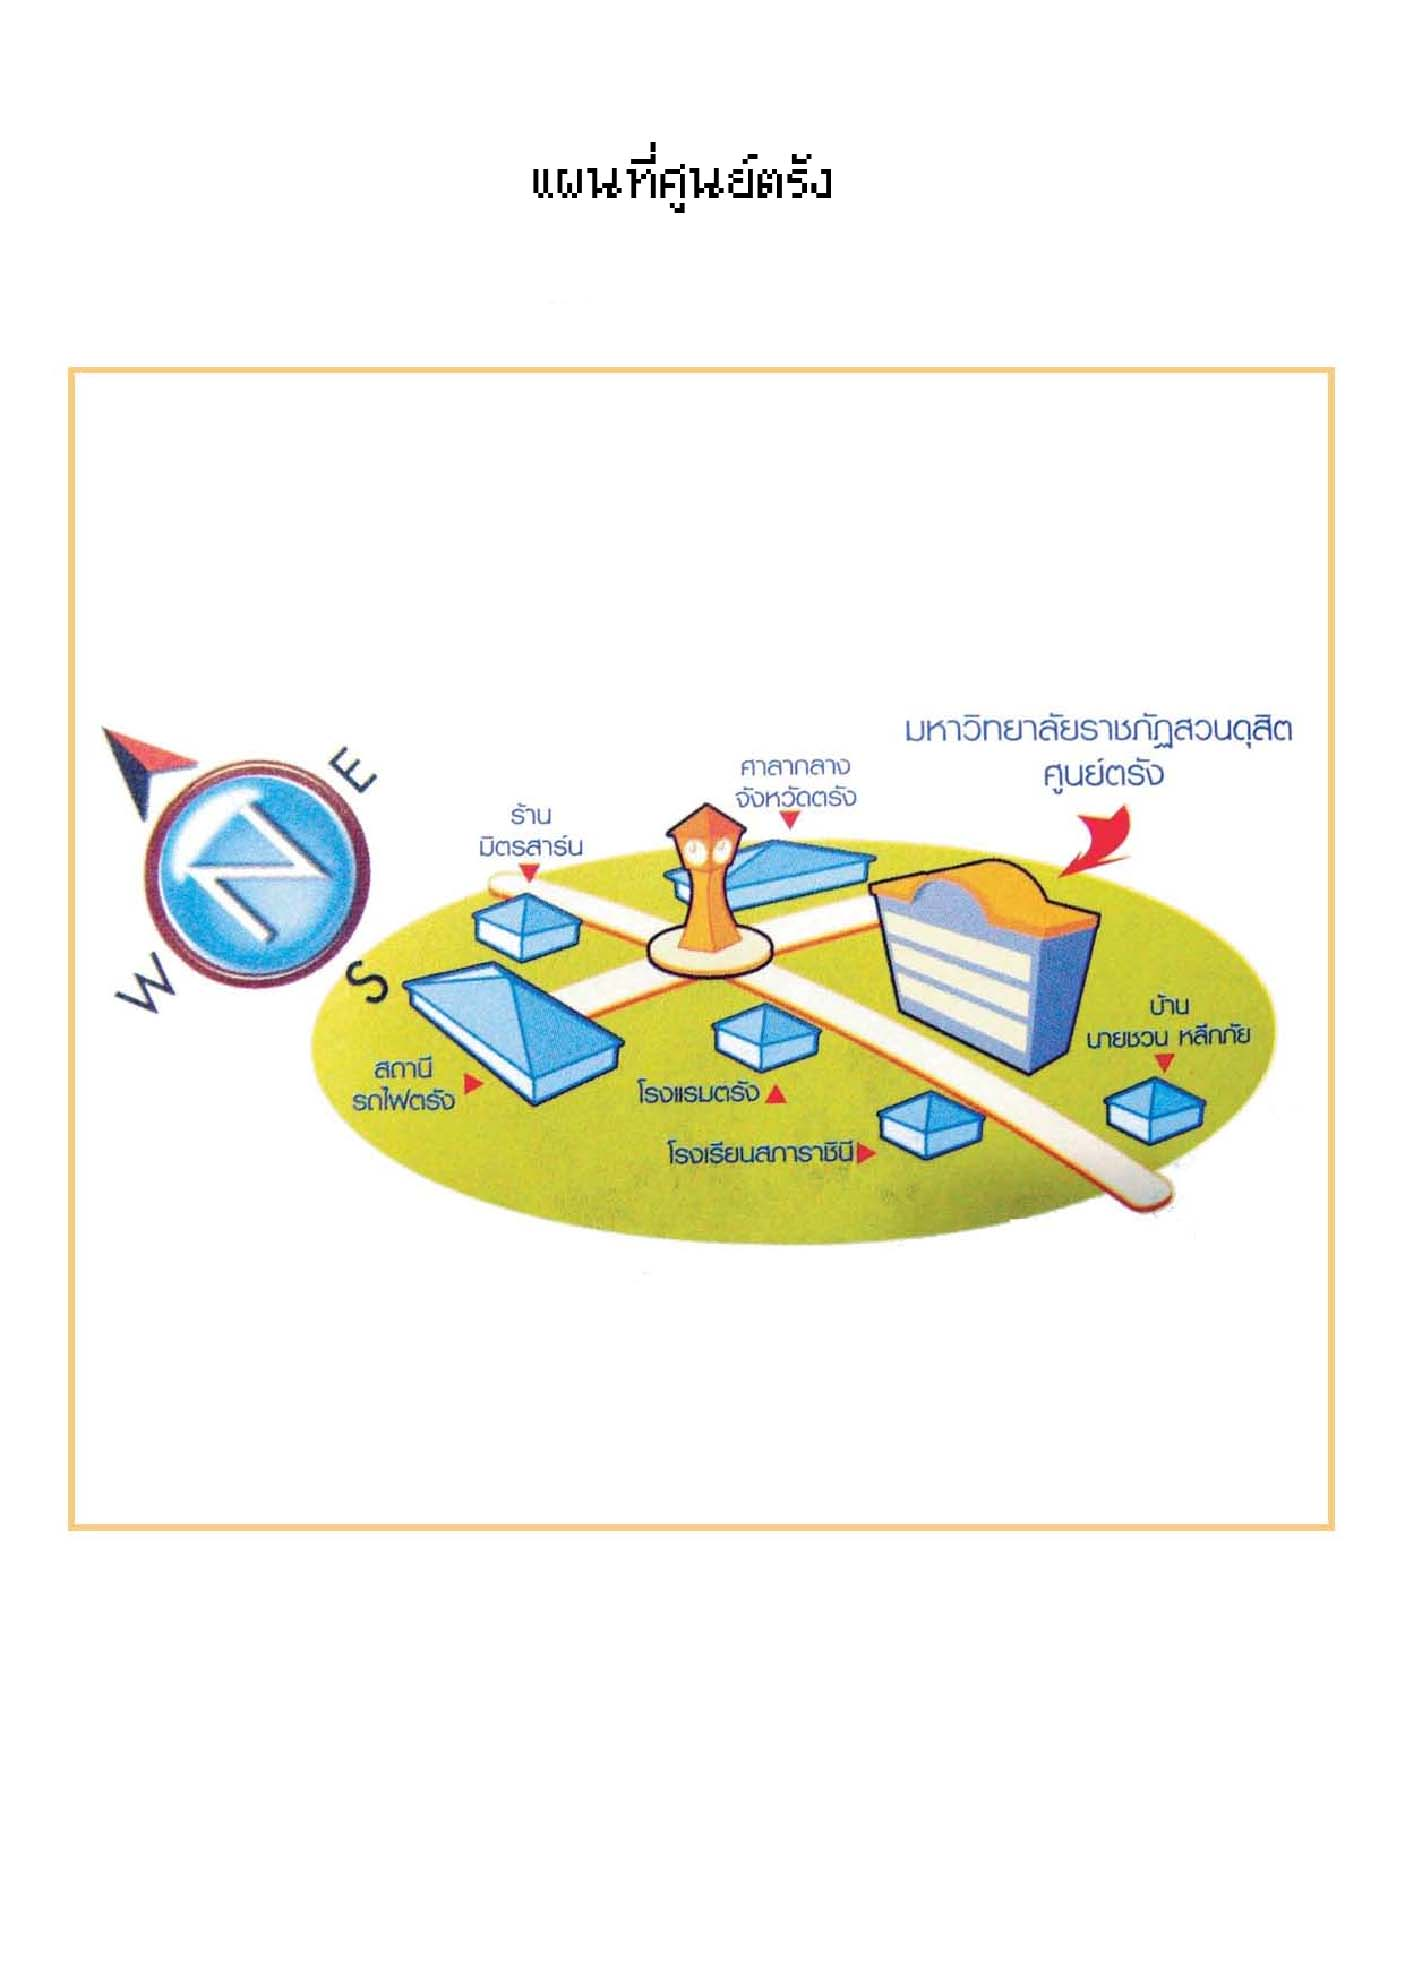 แผนที่ศูนย์ตรัง
มหาวิทยาลัยราชภัฏสวนดุสิต
ศูนย์ตรัง
ศาลากลาง
จังหวัดตรัง
ร้าน
มิตรสาร์น
E
N
W
S
บ้าน
นายชวน หลีกภัย
สถานี
รถไฟตรัง
โรงแรมตรัง
โรงเรียนสภาราชินี